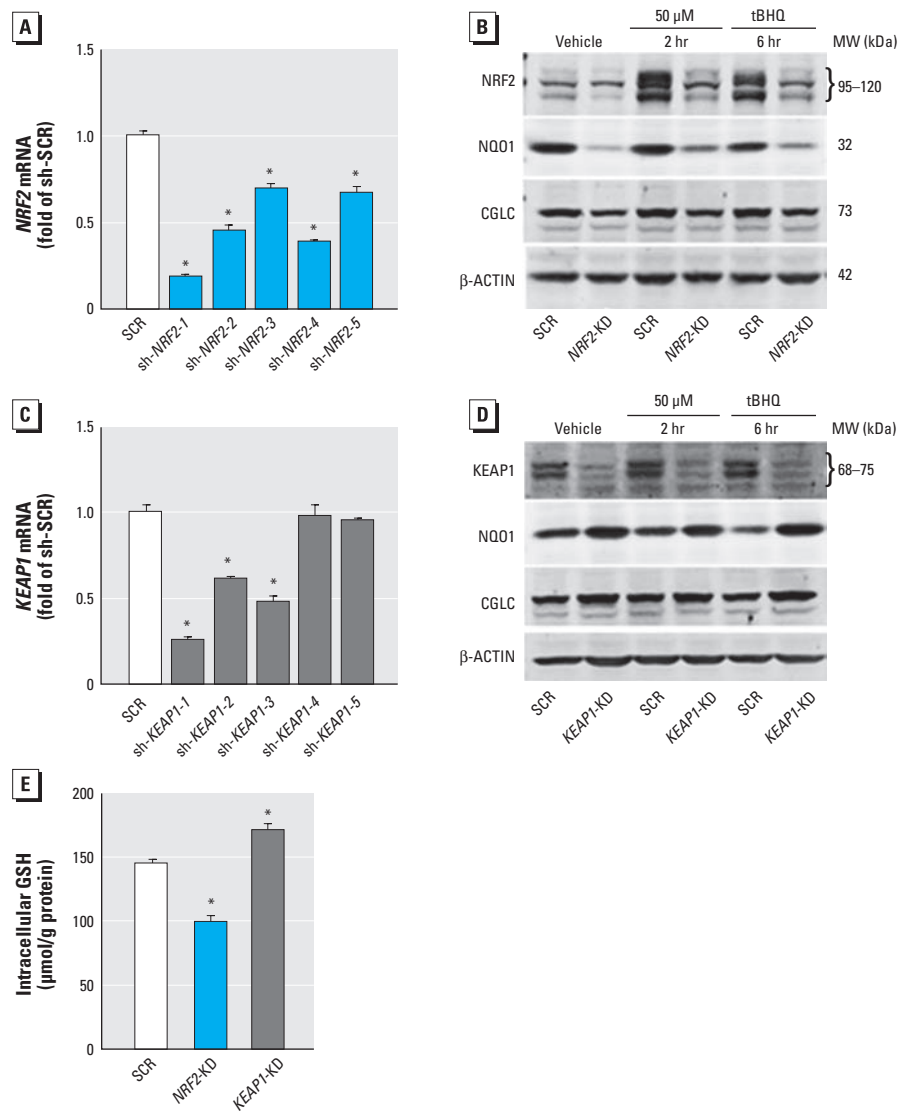 A
1.5
1.0
0.5
0
NRF2 mRNA
(fold of sh-SCR)
*
*
*
*
*
SCR
sh-NRF2-1
sh-NRF2-2
sh-NRF2-3
sh-NRF2-4
sh-NRF2-5
B
50 µM
tBHQ
Vehicle
2 hr
6 hr
MW (kDa)
NRF2
95–120
NQO1
32
CGLC
73
β-ACTIN
42
SCR
NRF2-KD
SCR
NRF2-KD
SCR
NRF2-KD
C
1.5
1.0
0.5
0
KEAP1 mRNA
(fold of sh-SCR)
*
*
*
SCR
sh-KEAP1-1
sh-KEAP1-2
sh-KEAP1-3
sh-KEAP1-4
sh-KEAP1-5
D
50 µM
tBHQ
Vehicle
2 hr
6 hr
MW (kDa)
KEAP1
68–75
NQO1
CGLC
β-ACTIN
SCR
KEAP1-KD
SCR
KEAP1-KD
SCR
KEAP1-KD
E
200
150
100
50
0
Intracellular GSH
(µmol/g protein)
*
*
SCR
NRF2-KD
KEAP1-KD